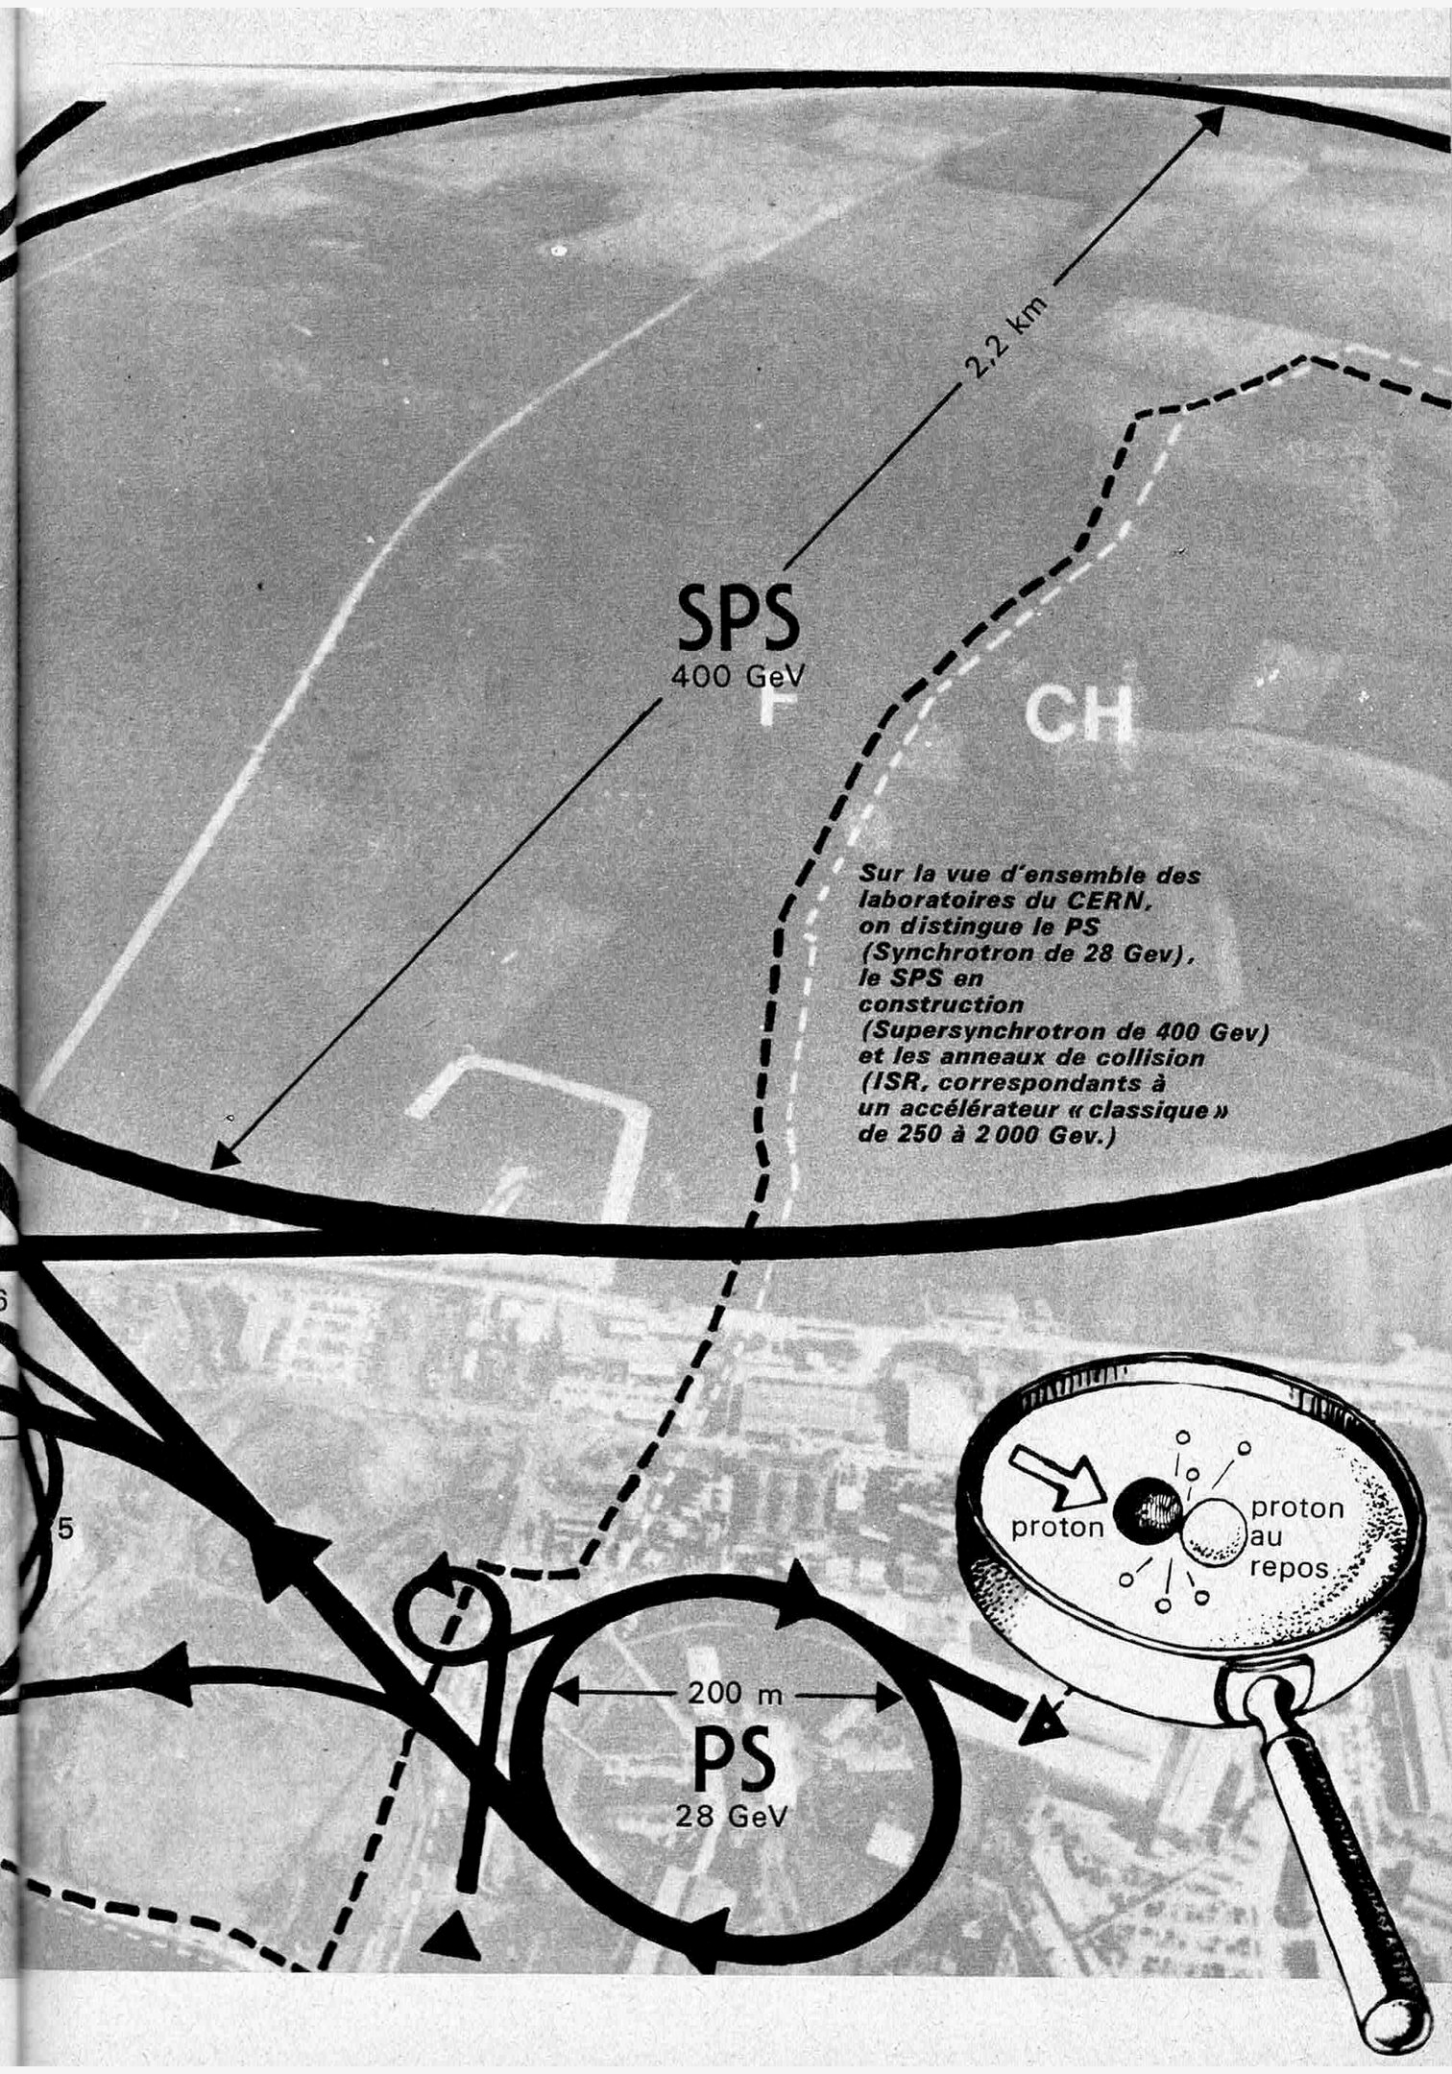 2,2 km
SPS
400 GeV
F
CH
Sur la vue d'ensemble des
laboratoires du CERN,
on distingue le PS
(Synchrotron de 28 Gev),
le SPS en
construction
(Supersynchrotron de 400 Gev)
et les anneaux de collision
(ISR, correspondants à
un accélérateur « classique »
de 250 à 2 000 Gev.)
6
5
proton
proton
au
repos
200 m
PS
28 GeV